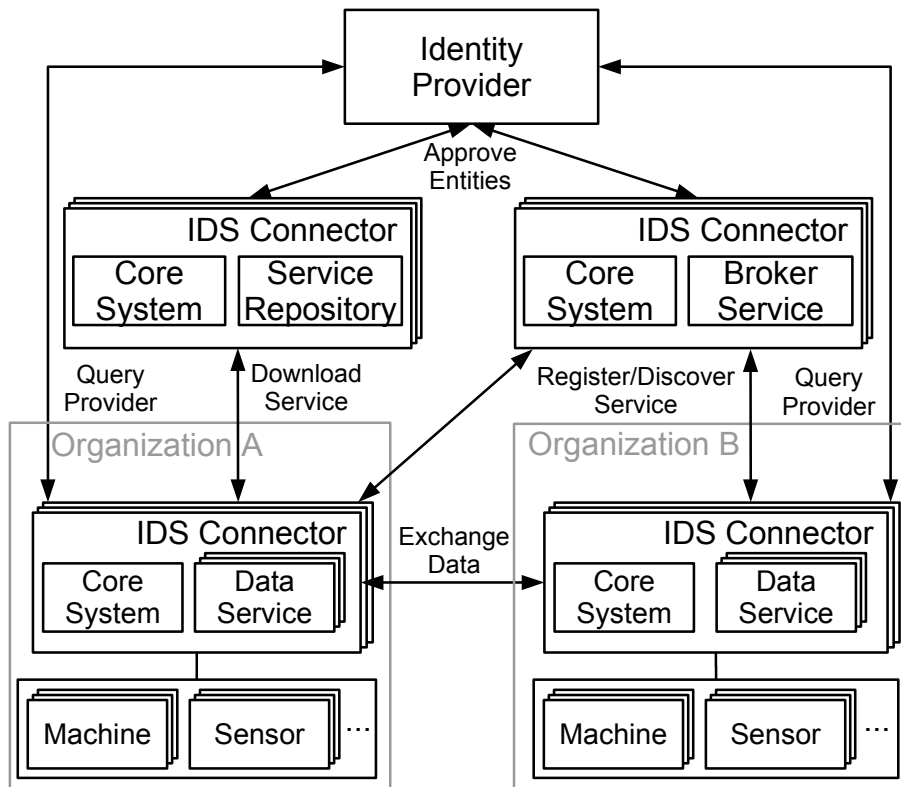 Identity
Provider
Approve
Entities
IDS Connector
Core
System
Service
Repository
IDS Connector
Core
System
Broker
Service
Query
Provider
Download
Service
Register/Discover
Service
Query
Provider
Organization A
Organization B
IDS Connector
Core
System
Data
Service
Exchange
Data
IDS Connector
Core
System
Data
Service
Machine
Sensor
...
Machine
Sensor
...